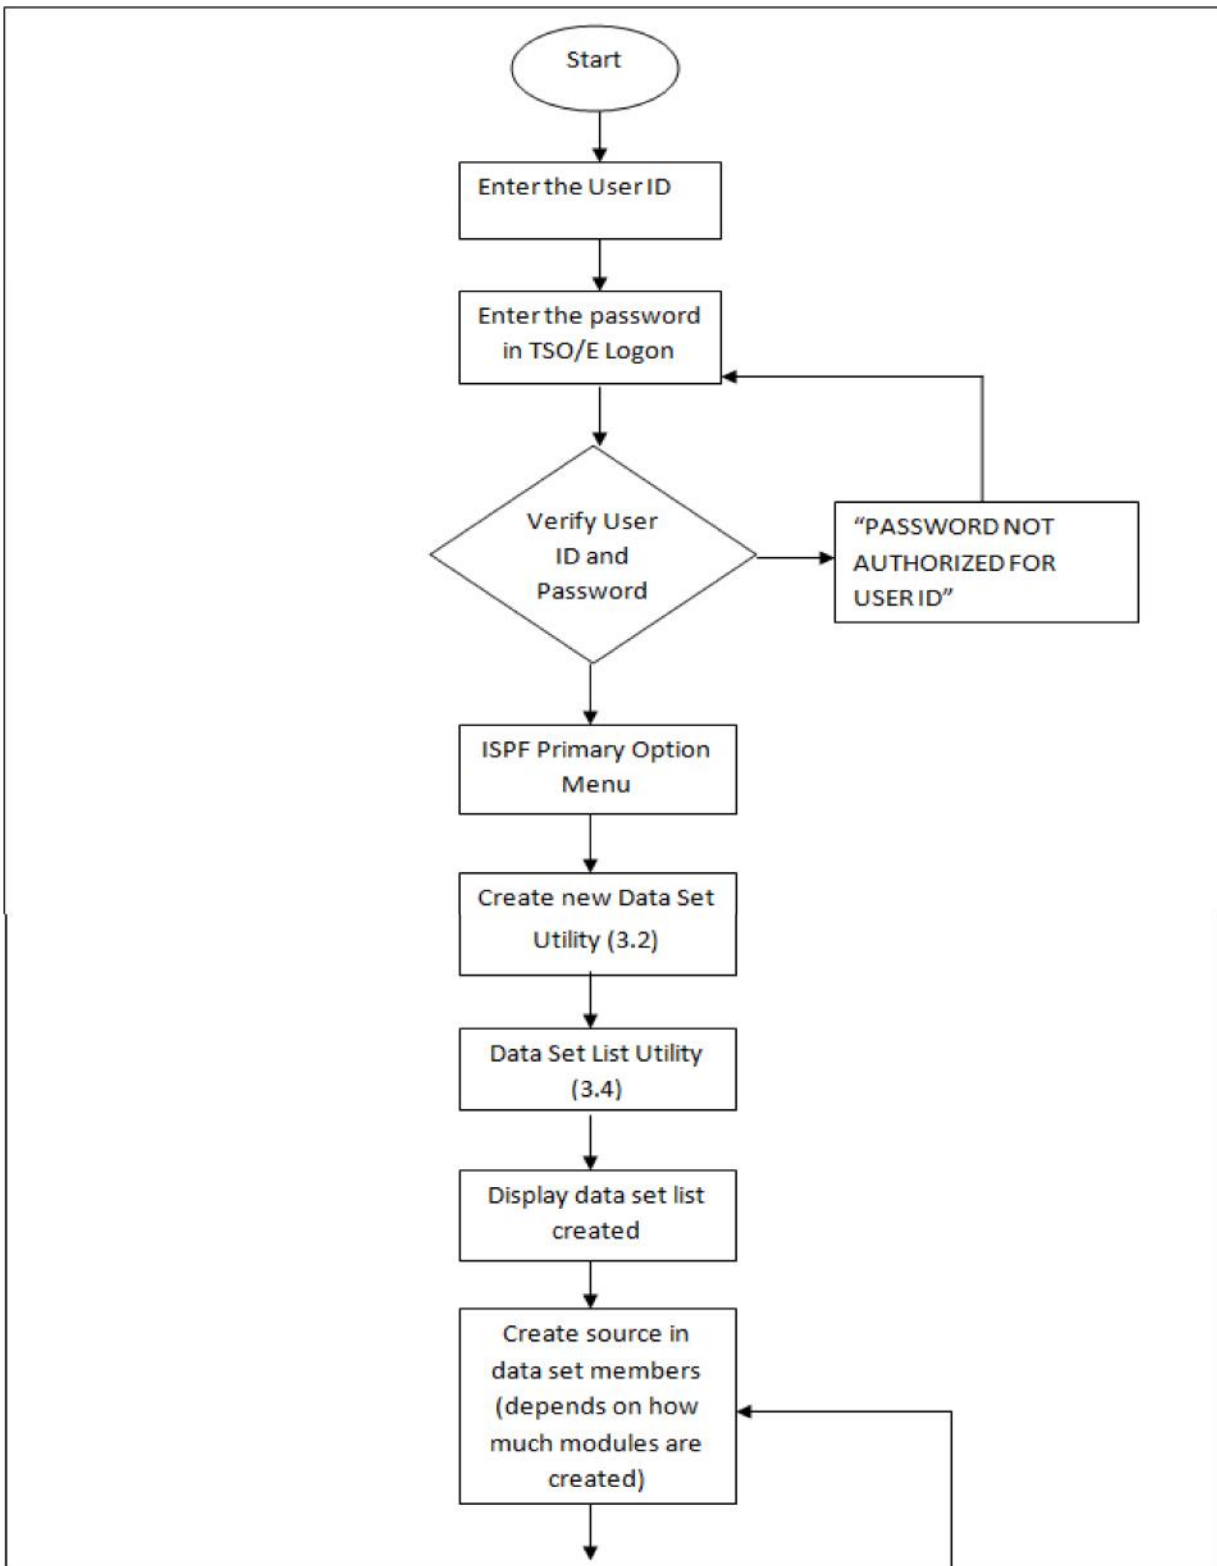 Start
Enter the User ID
Enter the password
in TSO/E Logon
Verify User
ID and
Password
“PASSWORD NOT
AUTHORIZED FOR
USER ID”
ISPF Primary Option
Menu
Create new Data Set
Utility (3.2)
Data Set List Utility
(3.4)
Display data set list
created
Create source in
data set members
(depends on how
much modules are
created)